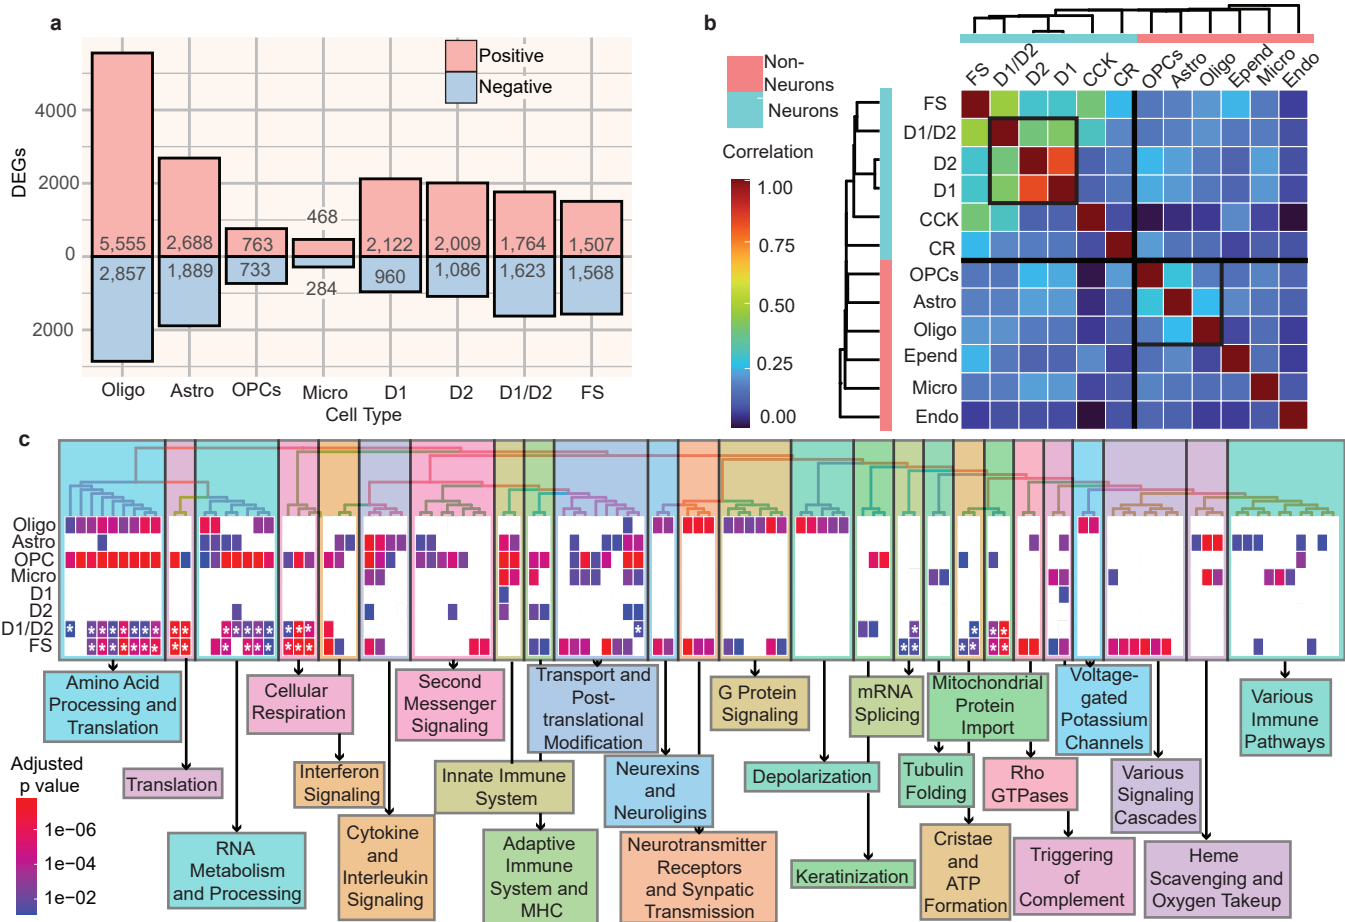 a
Positive
Negative
DEGs
4000
2000
0
2000
5,555
2,857
2,688
1,889
763
733
468
284
2,122
960
2,009
1,086
1,764
1,623
1,507
1,568
Oligo
Astro
OPCs
Micro
D1
D2
D1/D2
FS
Cell Type
b
Non-
Neurons
Neurons
Correlation
1.00
0.75
0.50
0.25
0.00
FS
D1/D2
D2
D1
CCK
CR
OPCs
Astro
Oligo
Epend
Micro
Endo
FS
D1/D2
D2
D1
CCK
CR
OPCs
Astro
Oligo
Epend
Micro
Endo
c
Oligo
Astro
OPC
Micro
D1
D2
D1/D2
FS
Amino Acid
Processing and
Translation
Translation
RNA
Metabolism
and Processing
Cellular
Respiration
Interferon
Signaling
Cytokine
and
Interleukin
Signaling
Second
Messenger
Signaling
Innate Immune
System
Adaptive
Immune
System and
MHC
Transport and
Post-
translational
Modification
Neurexins
and
Neuroligins
Neurotransmitter
Receptors
and Synpatic
Transmission
G Protein
Signaling
Depolarization
Keratinization
mRNA
Splicing
Tubulin
Folding
Cristae
and
ATP
Formation
Mitochondrial
Protein
Import
Rho
GTPases
Triggering
of
Complement
Voltage-
gated
Potassium
Channels
Various
Signaling
Cascades
Heme
Scavenging and
Oxygen Takeup
Various
Immune
Pathways
Adjusted
p value
1e−06
1e−04
1e−02